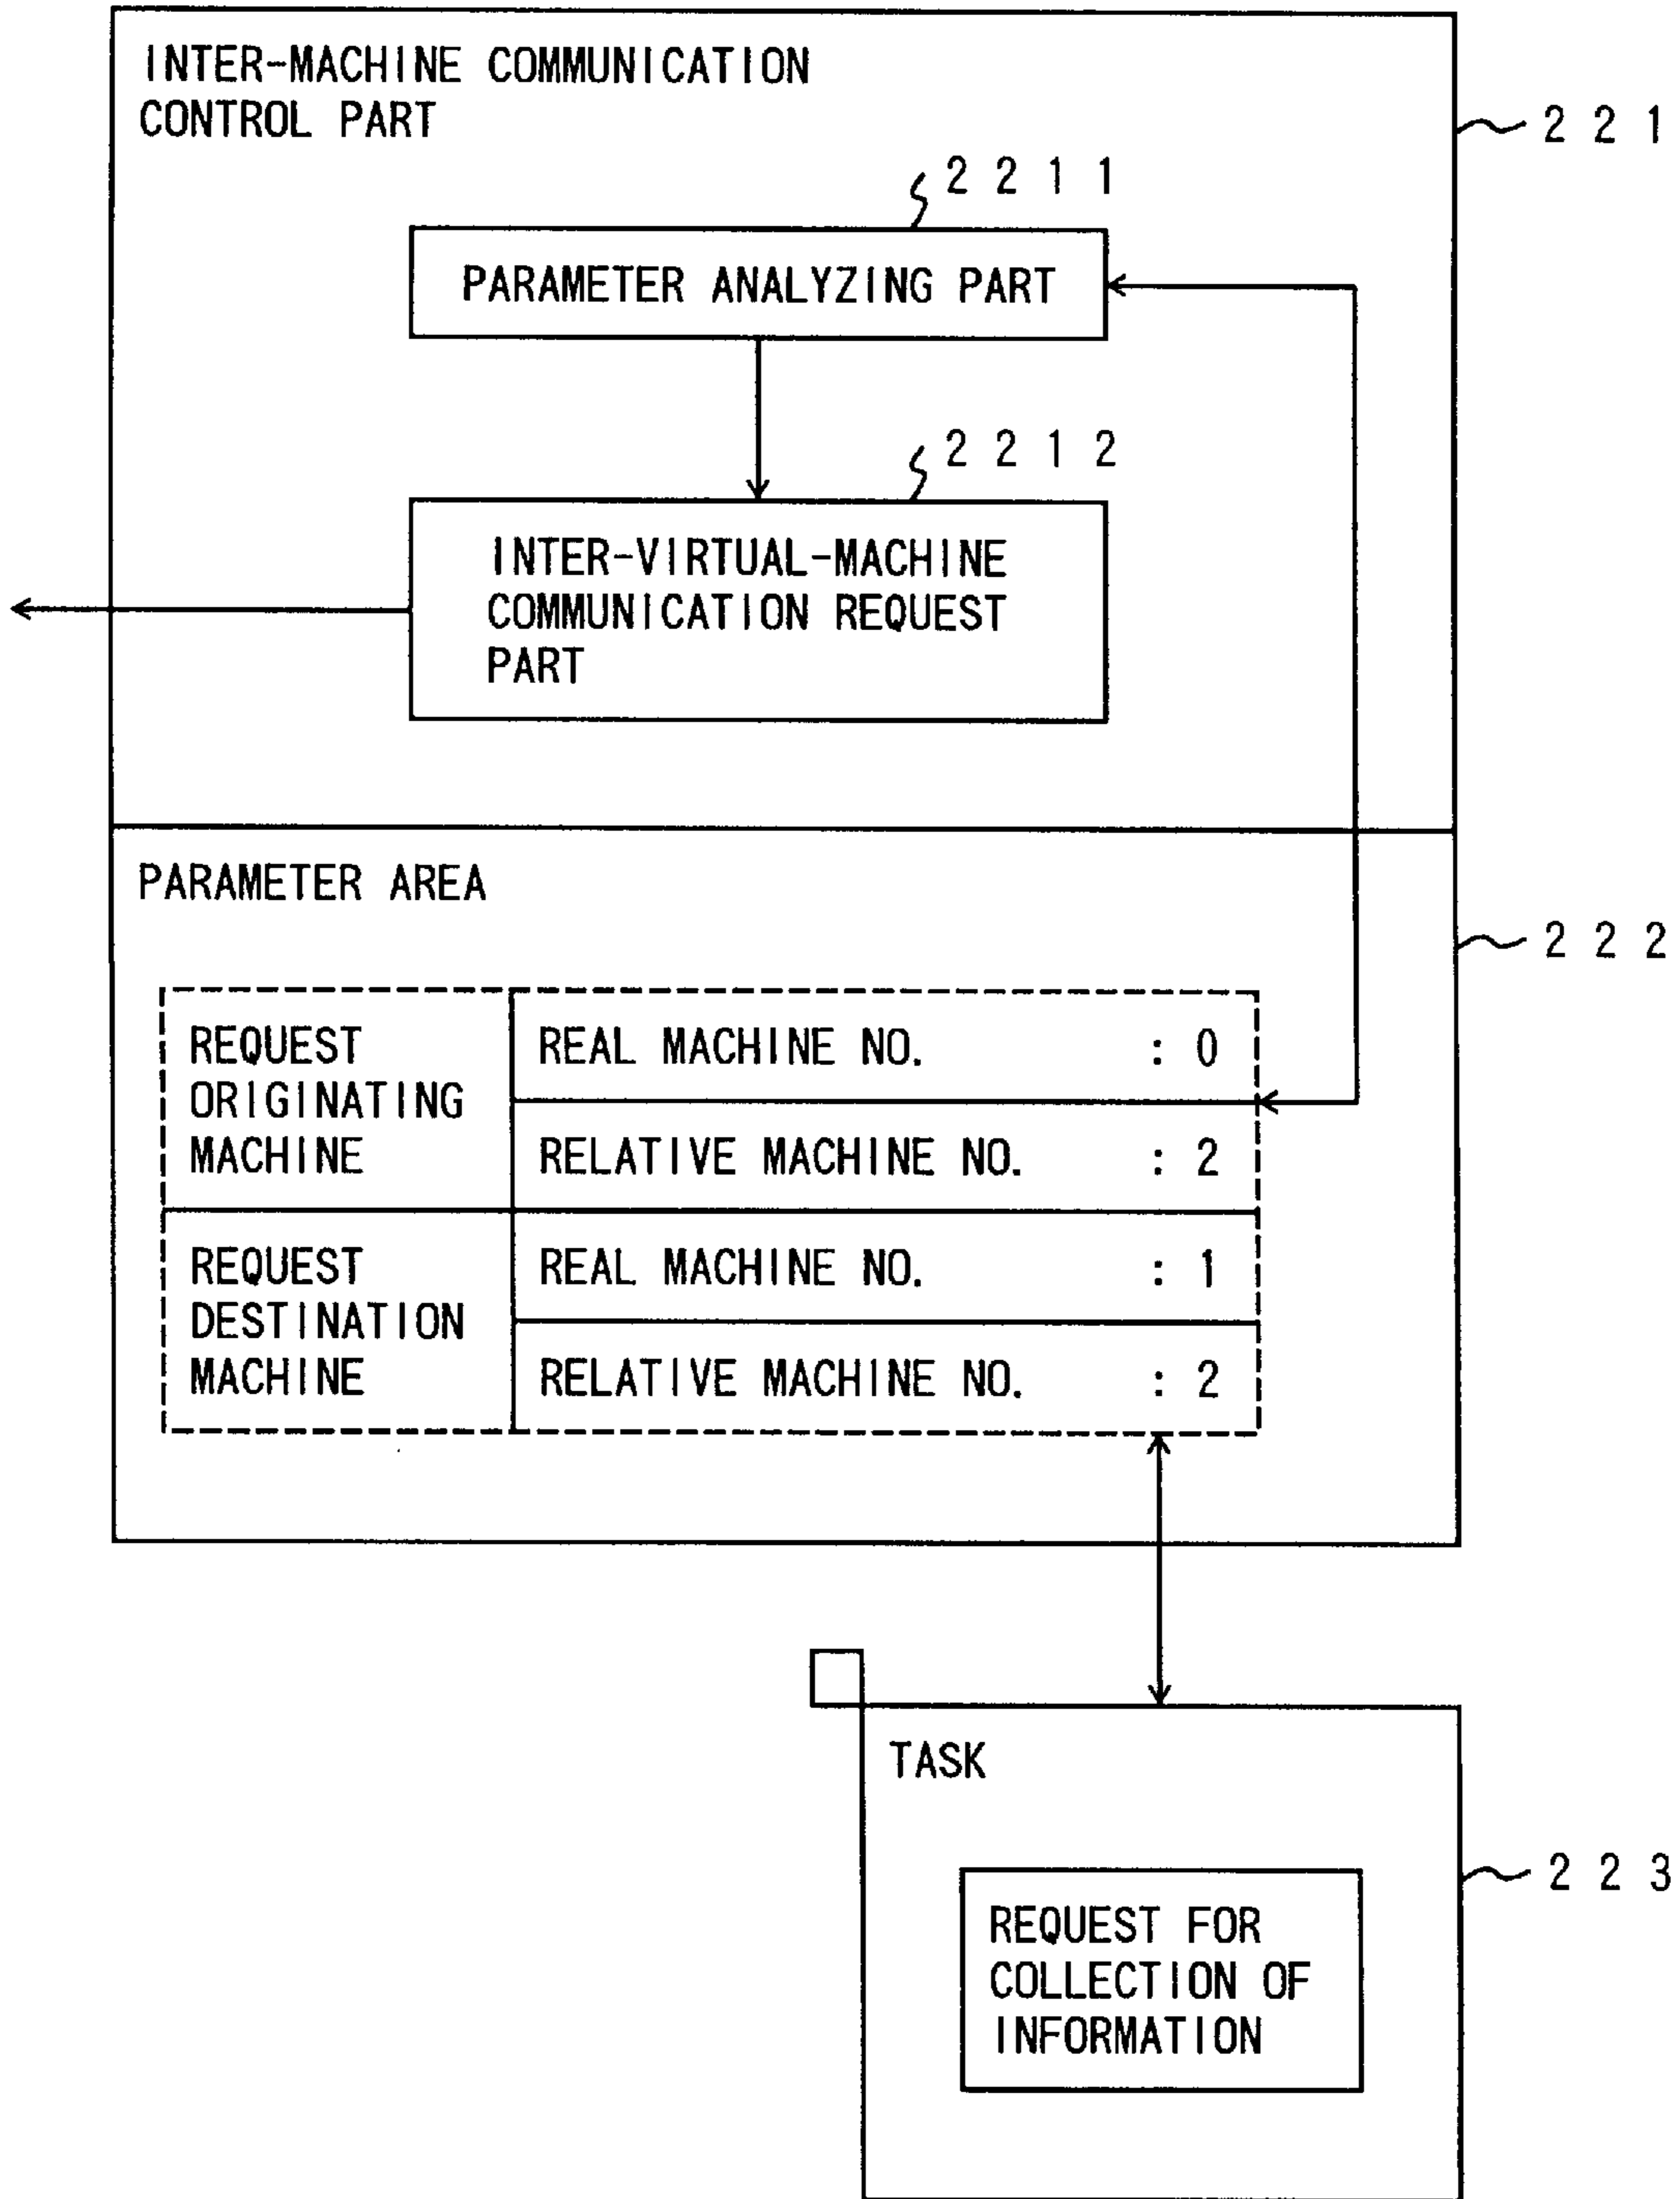 INTER-MACHINE COMMUNICATION
CONTROL PART
221
2211
PARAMETER ANALYZING PART
2212
INTER-VIRTUAL-MACHINE
COMMUNICATION REQUEST
PART
PARAMETER AREA
222
REQUEST
ORIGINATING
MACHINE
REAL MACHINE NO. : 0
RELATIVE MACHINE NO. : 2
REQUEST
DESTINATION
MACHINE
REAL MACHINE NO. : 1
RELATIVE MACHINE NO. : 2
TASK
223
REQUEST FOR
COLLECTION OF
INFORMATION